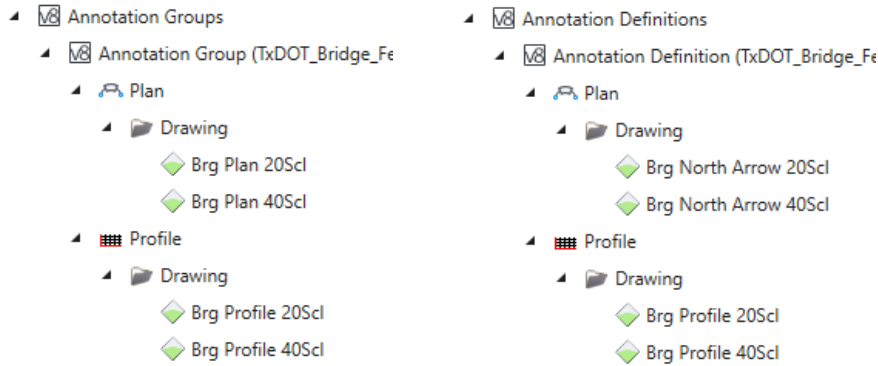 Annotation Groups
Annotation Group (TxDOT_Bridge_Fe
Plan
Drawing
Brg Plan 20Scl
Brg Plan 40Scl
Profile
Drawing
Brg Profile 20Scl
Brg Profile 40Scl
Annotation Definitions
Annotation Definition (TxDOT_Bridge_Fe
Plan
Drawing
Brg North Arrow 20Scl
Brg North Arrow 40Scl
Profile
Drawing
Brg Profile 20Scl
Brg Profile 40Scl